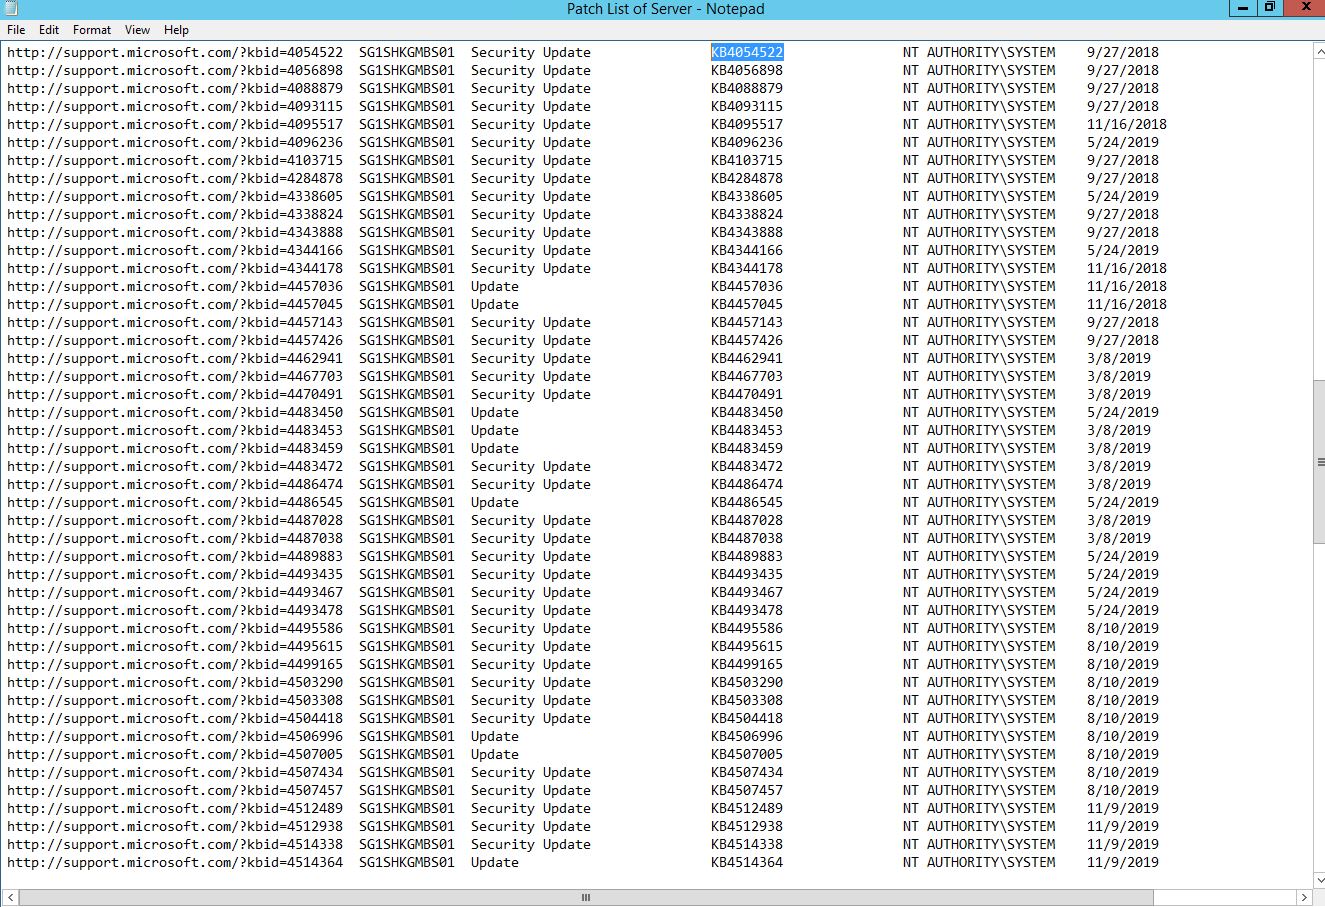 Patch List of Server - Notepad
File Edit Format View Help
http://support.microsoft.com/?kbid=4054522 SG1SHKGMBS01 Security Update KB4054522 NT AUTHORITY\SYSTEM 9/27/2018
http://support.microsoft.com/?kbid=4056898 SG1SHKGMBS01 Security Update KB4056898 NT AUTHORITY\SYSTEM 9/27/2018
http://support.microsoft.com/?kbid=4088879 SG1SHKGMBS01 Security Update KB4088879 NT AUTHORITY\SYSTEM 9/27/2018
http://support.microsoft.com/?kbid=4093115 SG1SHKGMBS01 Security Update KB4093115 NT AUTHORITY\SYSTEM 9/27/2018
http://support.microsoft.com/?kbid=4095517 SG1SHKGMBS01 Security Update KB4095517 NT AUTHORITY\SYSTEM 11/16/2018
http://support.microsoft.com/?kbid=4096236 SG1SHKGMBS01 Security Update KB4096236 NT AUTHORITY\SYSTEM 5/24/2019
http://support.microsoft.com/?kbid=4103715 SG1SHKGMBS01 Security Update KB4103715 NT AUTHORITY\SYSTEM 9/27/2018
http://support.microsoft.com/?kbid=4284878 SG1SHKGMBS01 Security Update KB4284878 NT AUTHORITY\SYSTEM 9/27/2018
http://support.microsoft.com/?kbid=4338605 SG1SHKGMBS01 Security Update KB4338605 NT AUTHORITY\SYSTEM 5/24/2019
http://support.microsoft.com/?kbid=4338824 SG1SHKGMBS01 Security Update KB4338824 NT AUTHORITY\SYSTEM 9/27/2018
http://support.microsoft.com/?kbid=4343888 SG1SHKGMBS01 Security Update KB4343888 NT AUTHORITY\SYSTEM 9/27/2018
http://support.microsoft.com/?kbid=4344166 SG1SHKGMBS01 Security Update KB4344166 NT AUTHORITY\SYSTEM 5/24/2019
http://support.microsoft.com/?kbid=4344178 SG1SHKGMBS01 Security Update KB4344178 NT AUTHORITY\SYSTEM 11/16/2018
http://support.microsoft.com/?kbid=4457036 SG1SHKGMBS01 Update KB4457036 NT AUTHORITY\SYSTEM 11/16/2018
http://support.microsoft.com/?kbid=4457045 SG1SHKGMBS01 Update KB4457045 NT AUTHORITY\SYSTEM 11/16/2018
http://support.microsoft.com/?kbid=4457143 SG1SHKGMBS01 Security Update KB4457143 NT AUTHORITY\SYSTEM 9/27/2018
http://support.microsoft.com/?kbid=4457426 SG1SHKGMBS01 Security Update KB4457426 NT AUTHORITY\SYSTEM 9/27/2018
http://support.microsoft.com/?kbid=4462941 SG1SHKGMBS01 Security Update KB4462941 NT AUTHORITY\SYSTEM 3/8/2019
http://support.microsoft.com/?kbid=4467703 SG1SHKGMBS01 Security Update KB4467703 NT AUTHORITY\SYSTEM 3/8/2019
http://support.microsoft.com/?kbid=4470491 SG1SHKGMBS01 Security Update KB4470491 NT AUTHORITY\SYSTEM 3/8/2019
http://support.microsoft.com/?kbid=4483450 SG1SHKGMBS01 Update KB4483450 NT AUTHORITY\SYSTEM 5/24/2019
http://support.microsoft.com/?kbid=4483453 SG1SHKGMBS01 Update KB4483453 NT AUTHORITY\SYSTEM 3/8/2019
http://support.microsoft.com/?kbid=4483459 SG1SHKGMBS01 Update KB4483459 NT AUTHORITY\SYSTEM 3/8/2019
http://support.microsoft.com/?kbid=4483472 SG1SHKGMBS01 Security Update KB4483472 NT AUTHORITY\SYSTEM 3/8/2019
http://support.microsoft.com/?kbid=4486474 SG1SHKGMBS01 Security Update KB4486474 NT AUTHORITY\SYSTEM 3/8/2019
http://support.microsoft.com/?kbid=4486545 SG1SHKGMBS01 Update KB4486545 NT AUTHORITY\SYSTEM 5/24/2019
http://support.microsoft.com/?kbid=4487028 SG1SHKGMBS01 Security Update KB4487028 NT AUTHORITY\SYSTEM 3/8/2019
http://support.microsoft.com/?kbid=4487038 SG1SHKGMBS01 Security Update KB4487038 NT AUTHORITY\SYSTEM 3/8/2019
http://support.microsoft.com/?kbid=4489883 SG1SHKGMBS01 Security Update KB4489883 NT AUTHORITY\SYSTEM 5/24/2019
http://support.microsoft.com/?kbid=4493435 SG1SHKGMBS01 Security Update KB4493435 NT AUTHORITY\SYSTEM 5/24/2019
http://support.microsoft.com/?kbid=4493467 SG1SHKGMBS01 Security Update KB4493467 NT AUTHORITY\SYSTEM 5/24/2019
http://support.microsoft.com/?kbid=4493478 SG1SHKGMBS01 Security Update KB4493478 NT AUTHORITY\SYSTEM 5/24/2019
http://support.microsoft.com/?kbid=4495586 SG1SHKGMBS01 Security Update KB4495586 NT AUTHORITY\SYSTEM 8/10/2019
http://support.microsoft.com/?kbid=4495615 SG1SHKGMBS01 Security Update KB4495615 NT AUTHORITY\SYSTEM 8/10/2019
http://support.microsoft.com/?kbid=4499165 SG1SHKGMBS01 Security Update KB4499165 NT AUTHORITY\SYSTEM 8/10/2019
http://support.microsoft.com/?kbid=4503290 SG1SHKGMBS01 Security Update KB4503290 NT AUTHORITY\SYSTEM 8/10/2019
http://support.microsoft.com/?kbid=4503308 SG1SHKGMBS01 Security Update KB4503308 NT AUTHORITY\SYSTEM 8/10/2019
http://support.microsoft.com/?kbid=4504418 SG1SHKGMBS01 Security Update KB4504418 NT AUTHORITY\SYSTEM 8/10/2019
http://support.microsoft.com/?kbid=4506996 SG1SHKGMBS01 Update KB4506996 NT AUTHORITY\SYSTEM 8/10/2019
http://support.microsoft.com/?kbid=4507005 SG1SHKGMBS01 Update KB4507005 NT AUTHORITY\SYSTEM 8/10/2019
http://support.microsoft.com/?kbid=4507434 SG1SHKGMBS01 Security Update KB4507434 NT AUTHORITY\SYSTEM 8/10/2019
http://support.microsoft.com/?kbid=4507457 SG1SHKGMBS01 Security Update KB4507457 NT AUTHORITY\SYSTEM 8/10/2019
http://support.microsoft.com/?kbid=4512489 SG1SHKGMBS01 Security Update KB4512489 NT AUTHORITY\SYSTEM 11/9/2019
http://support.microsoft.com/?kbid=4512938 SG1SHKGMBS01 Security Update KB4512938 NT AUTHORITY\SYSTEM 11/9/2019
http://support.microsoft.com/?kbid=4514338 SG1SHKGMBS01 Security Update KB4514338 NT AUTHORITY\SYSTEM 11/9/2019
http://support.microsoft.com/?kbid=4514364 SG1SHKGMBS01 Update KB4514364 NT AUTHORITY\SYSTEM 11/9/2019